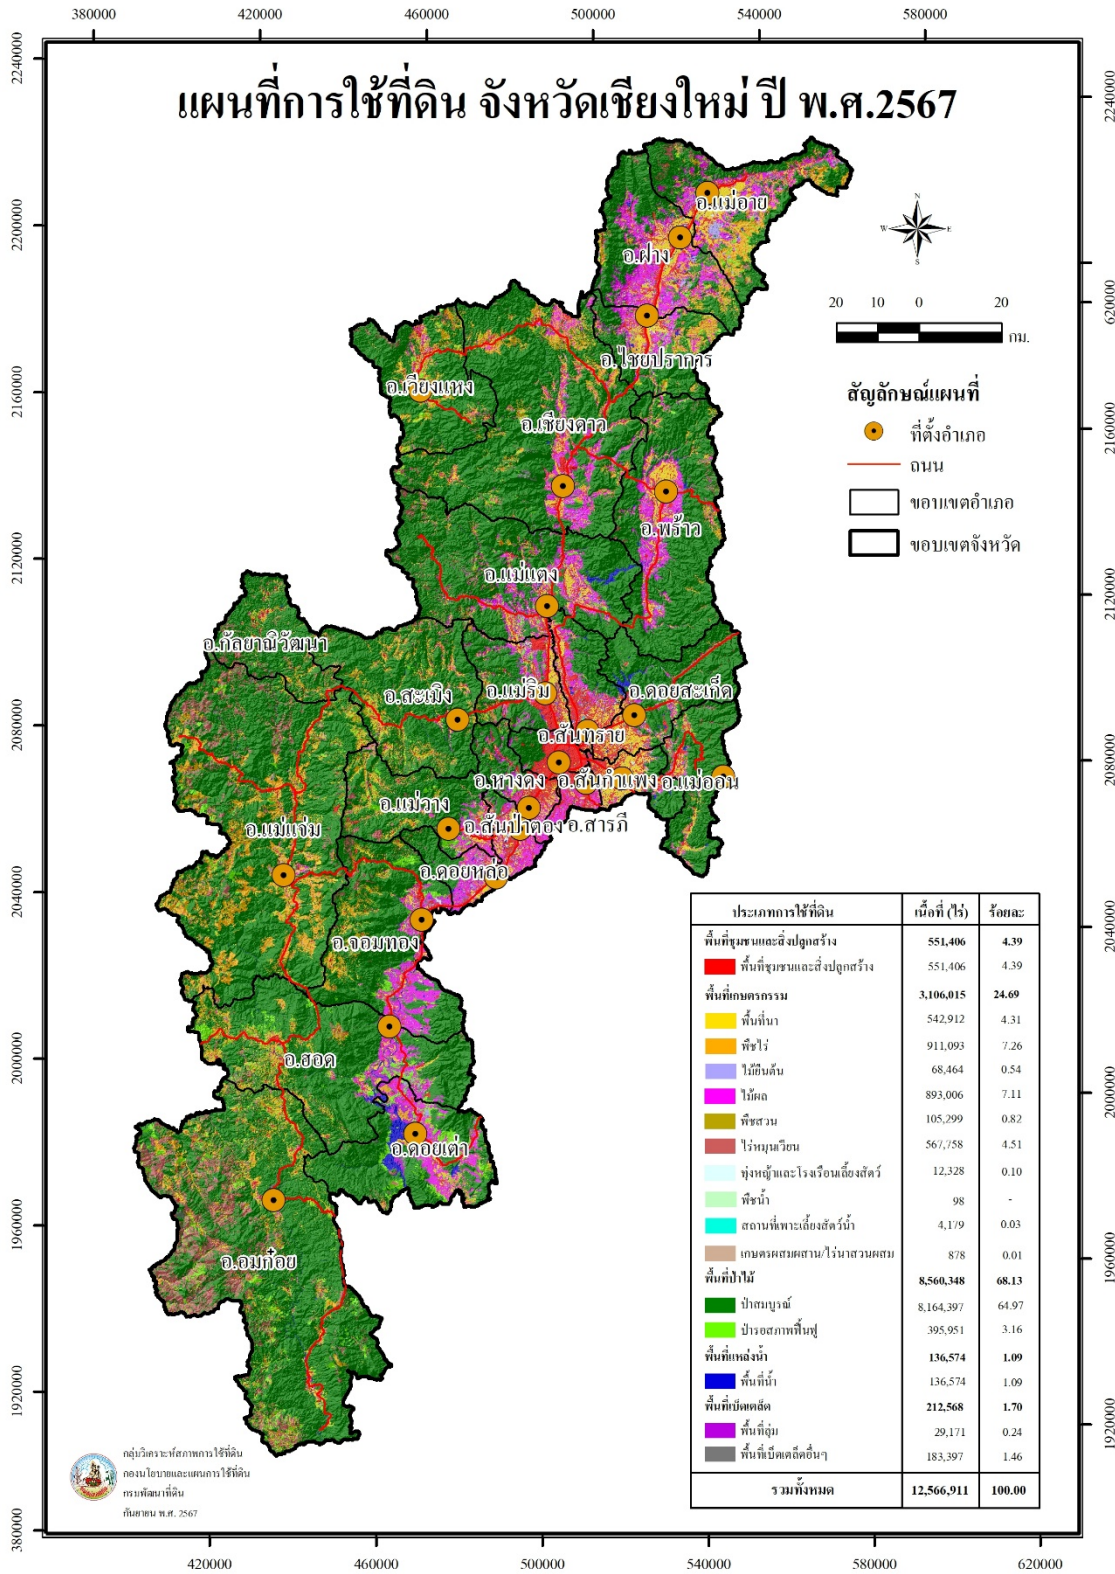 380000 420000 460000 500000 540000 580000
2240000
2200000
2160000
2120000
2080000
2040000
2000000
1960000
1920000
380000
แผนที่การใช้ที่ดิน จังหวัดเชียงใหม่ ปี พ.ศ.2567
N
W E
S
20 10 0 20
กม.
สัญลักษณ์แผนที่
ที่ตั้งอำเภอ
ถนน
ขอบเขตอำเภอ
ขอบเขตจังหวัด
อ.แม่อาย
อ.ฝาง
อ.ไชยปราการ
อ.เวียงแหง
อ.เชียงดาว
อ.พร้าว
อ.แม่แตง
อ.กัลยาณิวัฒนา
อ.สะเมิง
อ.แม่ริม
อ.ดอยสะเก็ด
อ.สันทราย
อ.หางดง
อ.สันกำแพง
อ.แม่ออน
อ.แม่วาง
อ.สันป่าตอง
อ.สารภี
อ.แม่แจ่ม
อ.ดอยหล่อ
อ.จอมทอง
อ.ฮอด
อ.ดอยเต่า
อ.อมก๋อย
ประเภทการใช้ที่ดิน เนื้อที่ (ไร่) ร้อยละ
พื้นที่ชุมชนและสิ่งปลูกสร้าง 551,406 4.39
พื้นที่ชุมชนและสิ่งปลูกสร้าง 551,406 4.39
พื้นที่เกษตรกรรม 3,106,015 24.69
พื้นที่นา 542,912 4.31
พืชไร่ 911,093 7.26
ไม้ยืนต้น 68,464 0.54
ไม้ผล 893,006 7.11
พืชสวน 105,299 0.82
ไร่หมุนเวียน 567,758 4.51
ทุ่งหญ้าและโรงเรือนเลี้ยงสัตว์ 12,328 0.10
พืชน้ำ 98 -
สถานที่เพาะเลี้ยงสัตว์น้ำ 4,179 0.03
เกษตรผสมผสาน/ไร่นาสวนผสม 878 0.01
พื้นที่ป่าไม้ 8,560,348 68.13
ป่าสมบูรณ์ 8,164,397 64.97
ป่ารอสภาพฟื้นฟู 395,951 3.16
พื้นที่แหล่งน้ำ 136,574 1.09
พื้นที่น้ำ 136,574 1.09
พื้นที่เบ็ดเตล็ด 212,568 1.70
พื้นที่ลุ่ม 29,171 0.24
พื้นที่เบ็ดเตล็ดอื่นๆ 183,397 1.46
รวมทั้งหมด 12,566,911 100.00
กลุ่มวิเคราะห์สภาพการใช้ที่ดิน
กองนโยบายและแผนการใช้ที่ดิน
กรมพัฒนาที่ดิน
กันยายน พ.ศ. 2567
2240000
620000
2160000
2120000
2080000
2040000
2000000
1960000
1920000
420000 460000 500000 540000 580000 620000